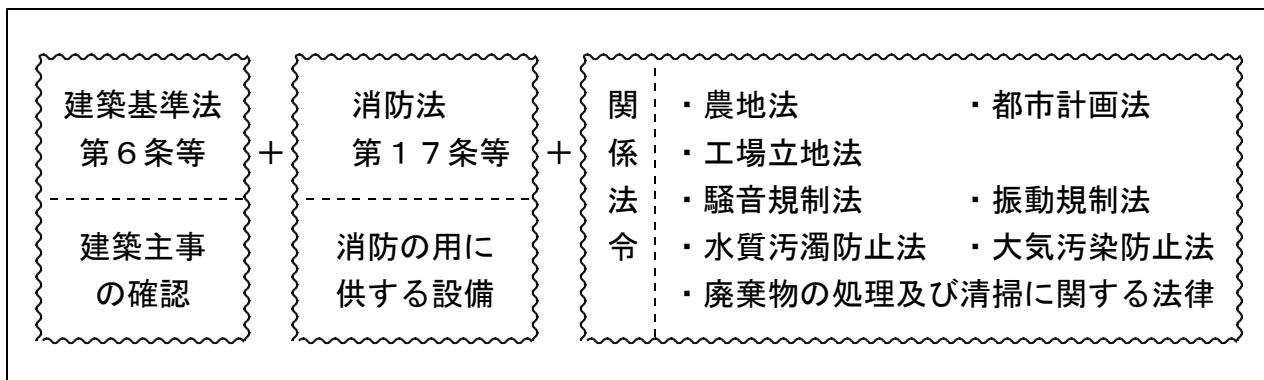 建築基準法
第６条等
建築主事
の確認
＋
消防法
第１７条等
消防の用に
供する設備
＋
関係法令
・農地法　・都市計画法
・工場立地法
・騒音規制法　・振動規制法
・水質汚濁防止法　・大気汚染防止法
・廃棄物の処理及び清掃に関する法律